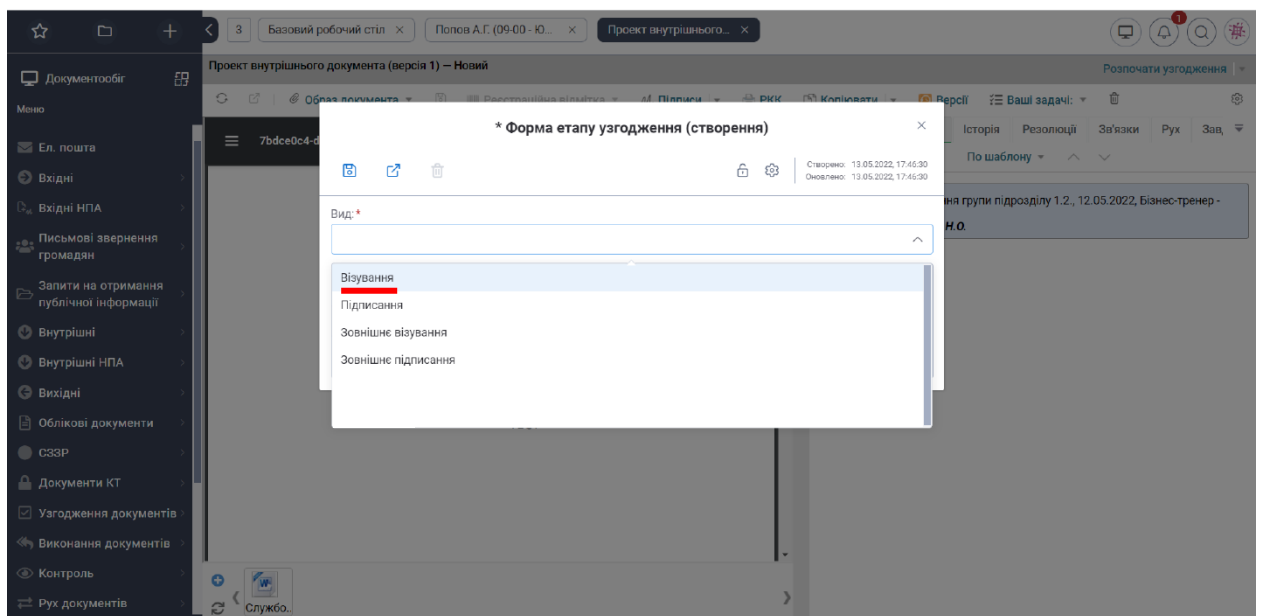 3
Базовий робочий стіл
Попов А.Г. (09-00 - Ю...
Проект внутрішнього...
1
Документообіг
Меню
Ел. пошта
Вхідні
Вхідні НПА
Письмові звернення
громадян
Запити на отримання
публічної інформації
Внутрішні
Внутрішні НПА
Вихідні
Облікові документи
СЗЗР
Документи КТ
Узгодження документів
Виконання документів
Контроль
Рух документів
Проект внутрішнього документа (версія 1) — Новий
Розпочати узгодження
Образ документа
Реєстраційна відмітка
Підписи
РКК
Копіювати
Версії
Ваші задачі:
7bdce0c4-d
Історія
Резолюції
Зв'язки
Рух
Зав,
По шаблону
ня групи підрозділу 1.2., 12.05.2022, Бізнес-тренер -
Н.О.
* Форма етапу узгодження (створення)
Створено: 13.05.2022, 17:46:30
Оновлено: 13.05.2022, 17:46:30
Вид: *
Візування
Підписання
Зовнішнє візування
Зовнішнє підписання
Службо..